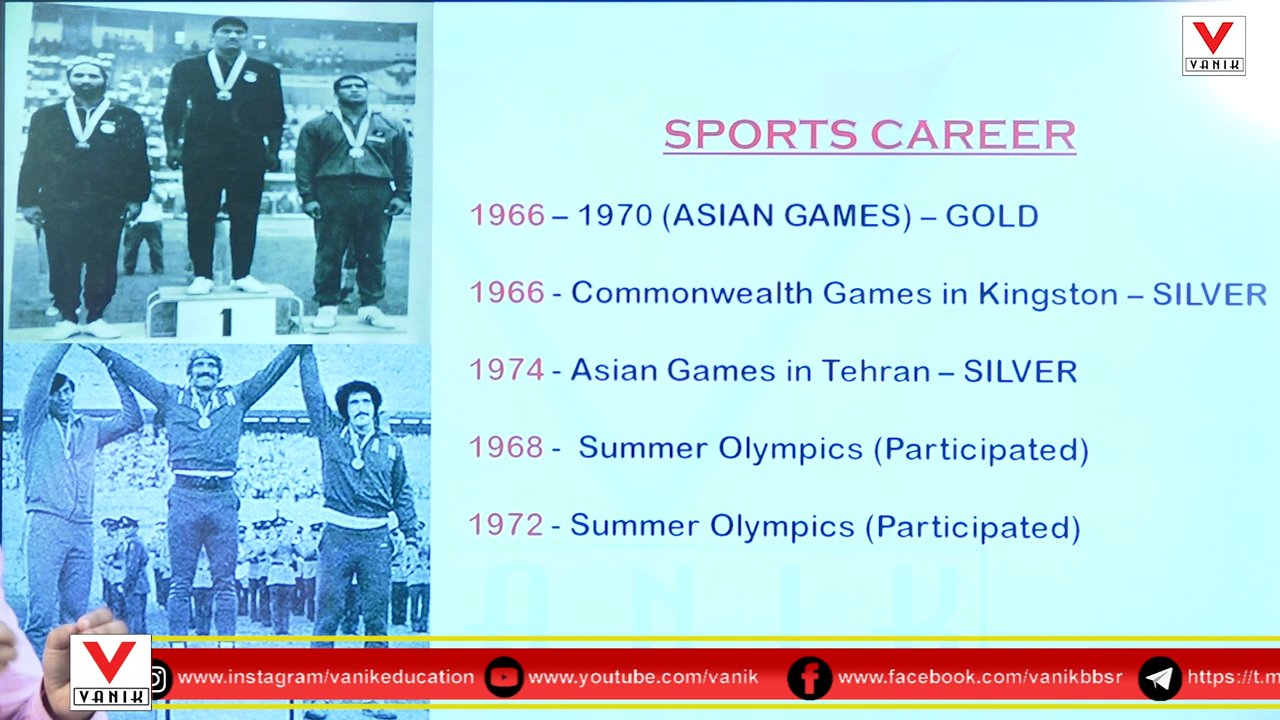 V
VANIK
SPORTS CAREER
1966 – 1970 (ASIAN GAMES) – GOLD
1966 - Commonwealth Games in Kingston – SILVER
1974 - Asian Games in Tehran – SILVER
1968 - Summer Olympics (Participated)
1972 - Summer Olympics (Participated)
1
ANIK
V
VANIK
www.instagram/vanikeducation www.youtube.com/vanik www.facebook.com/vanikbbsr https://t.m